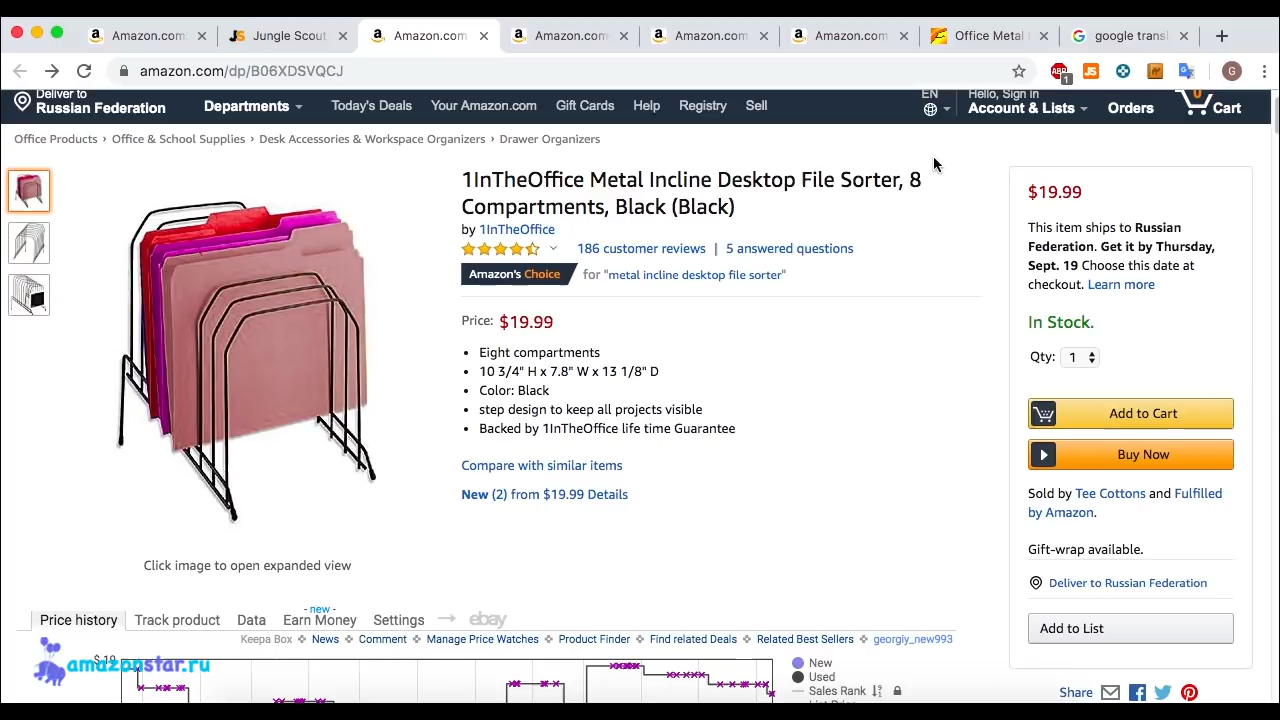 Amazon.com
Jungle Scout
Amazon.com
Amazon.com
Amazon.com
Amazon.com
Office Metal
google transl
amazon.com/dp/B06XDSVQCJ
ABP
1
JS
G
Deliver to
Russian Federation
Departments
Today's Deals
Your Amazon.com
Gift Cards
Help
Registry
Sell
EN
Hello, Sign in
Account & Lists
Orders
0
Cart
Office Products › Office & School Supplies › Desk Accessories & Workspace Organizers › Drawer Organizers
1InTheOffice Metal Incline Desktop File Sorter, 8
Compartments, Black (Black)
by 1InTheOffice
186 customer reviews | 5 answered questions
Amazon's Choice for "metal incline desktop file sorter"
Price: $19.99
• Eight compartments
• 10 3/4" H x 7.8" W x 13 1/8" D
• Color: Black
• step design to keep all projects visible
• Backed by 1InTheOffice life time Guarantee
Compare with similar items
New (2) from $19.99 Details
Click image to open expanded view
$19.99
This item ships to Russian
Federation. Get it by Thursday,
Sept. 19 Choose this date at
checkout. Learn more
In Stock.
Qty: 1
Add to Cart
Buy Now
Sold by Tee Cottons and Fulfilled
by Amazon.
Gift-wrap available.
Deliver to Russian Federation
Add to List
Share
- new -
Price history
Track product
Data
Earn Money
Settings
ebay
Keepa Box ❖ News ❖ Comment ❖ Manage Price Watches ❖ Product Finder ❖ Find related Deals ❖ Related Best Sellers ❖ georgiy_new993
$ 19
New
Used
Sales Rank
amazonstar.ru